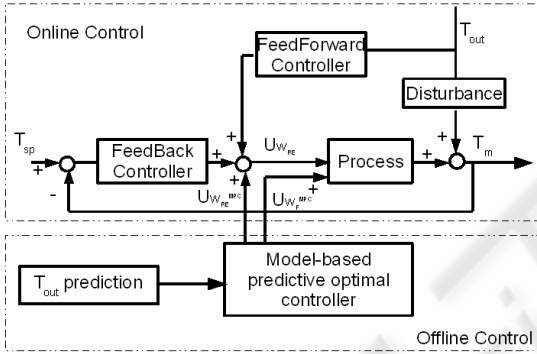 Online Control
T_out
FeedForward
Controller
Disturbance
T_sp
+
-
FeedBack
Controller
+
+
+
U_W_RE
Process
+
+
T_m
U_W_RE^MPC
U_W_F^MPC
+
T_out prediction
Model-based
predictive optimal
controller
Offline Control